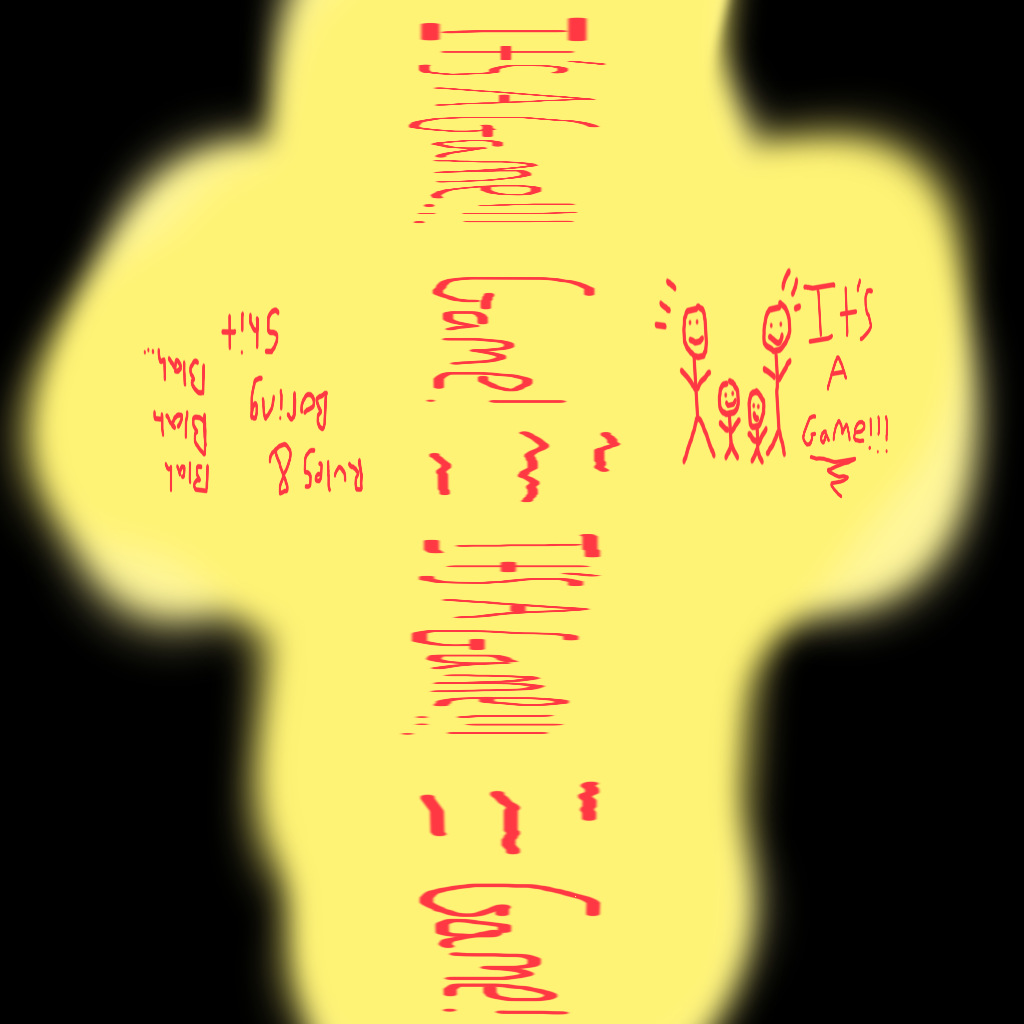 It's A Game!!!
Game!
It's
A
Game!!!
Rules &
Boring
Shit
Blah
Blah
Blah...
It's A Game!!!
Game!